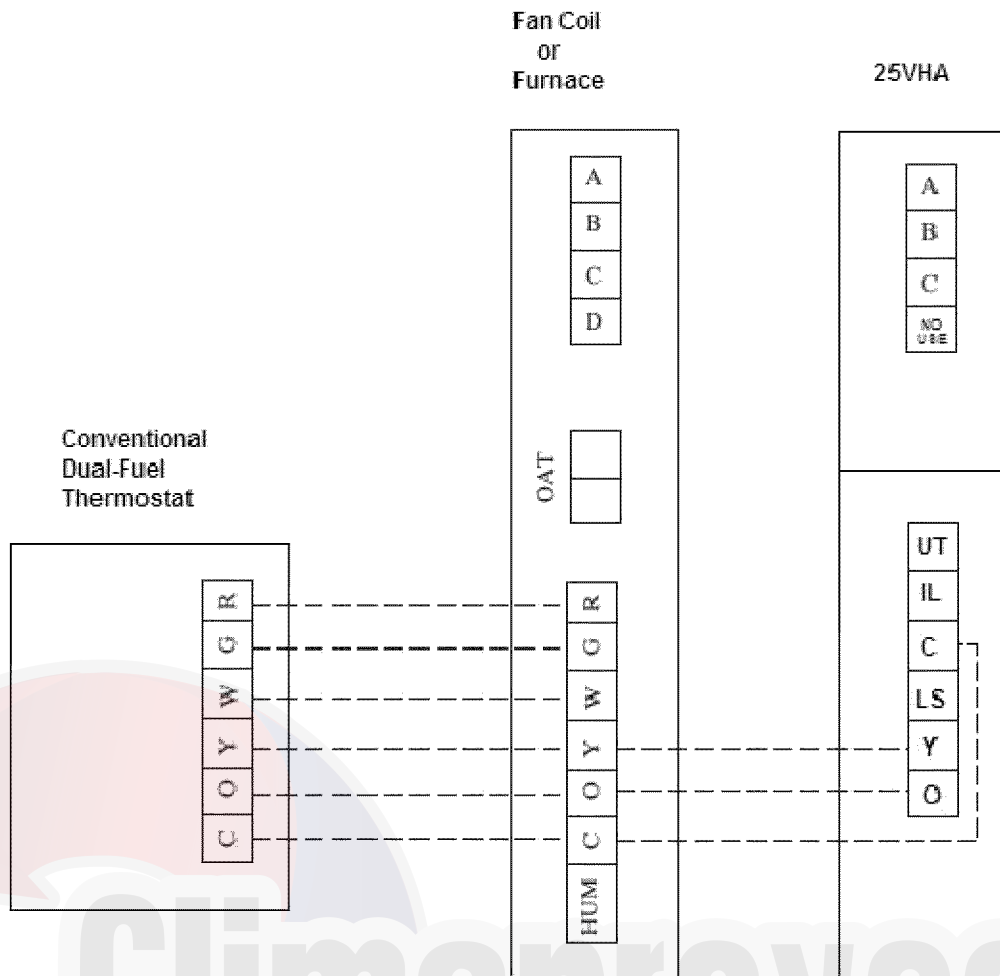 Fan Coil
or
Furnace
25VHA
A
B
C
D
A
B
C
NO
USE
OAT
Conventional
Dual-Fuel
Thermostat
R
G
W
Y
O
C
R
G
W
Y
O
C
HUM
UT
IL
C
LS
Y
O